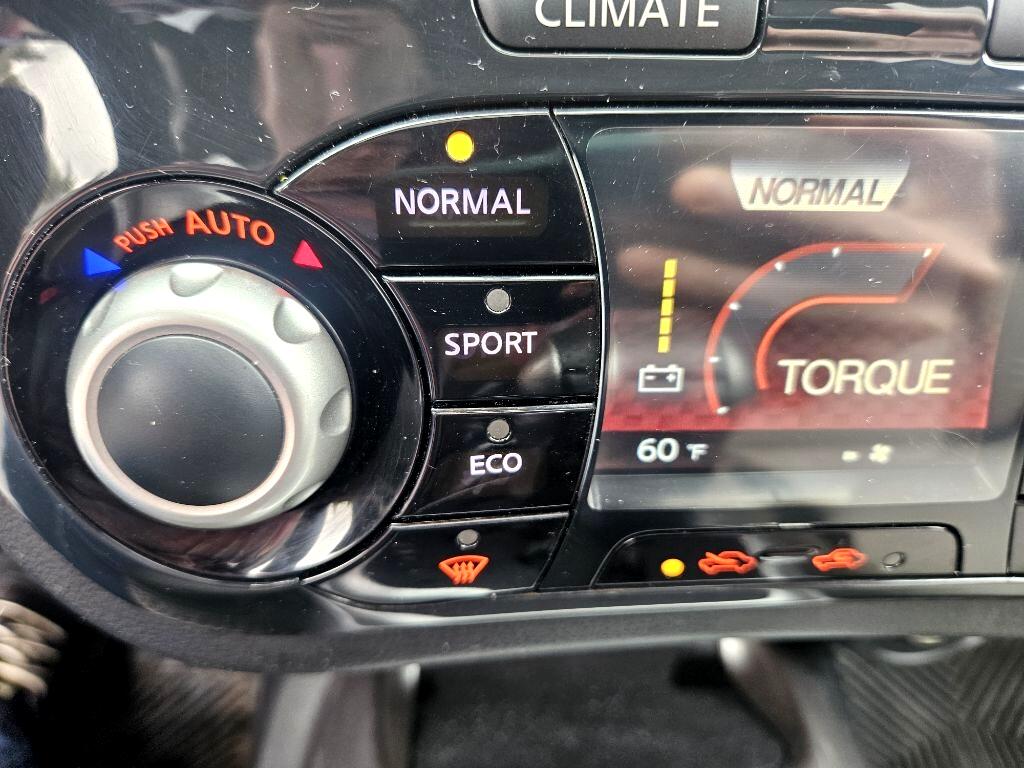 CLIMATE
PUSH AUTO
NORMAL
SPORT
ECO
NORMAL
TORQUE
60 °F